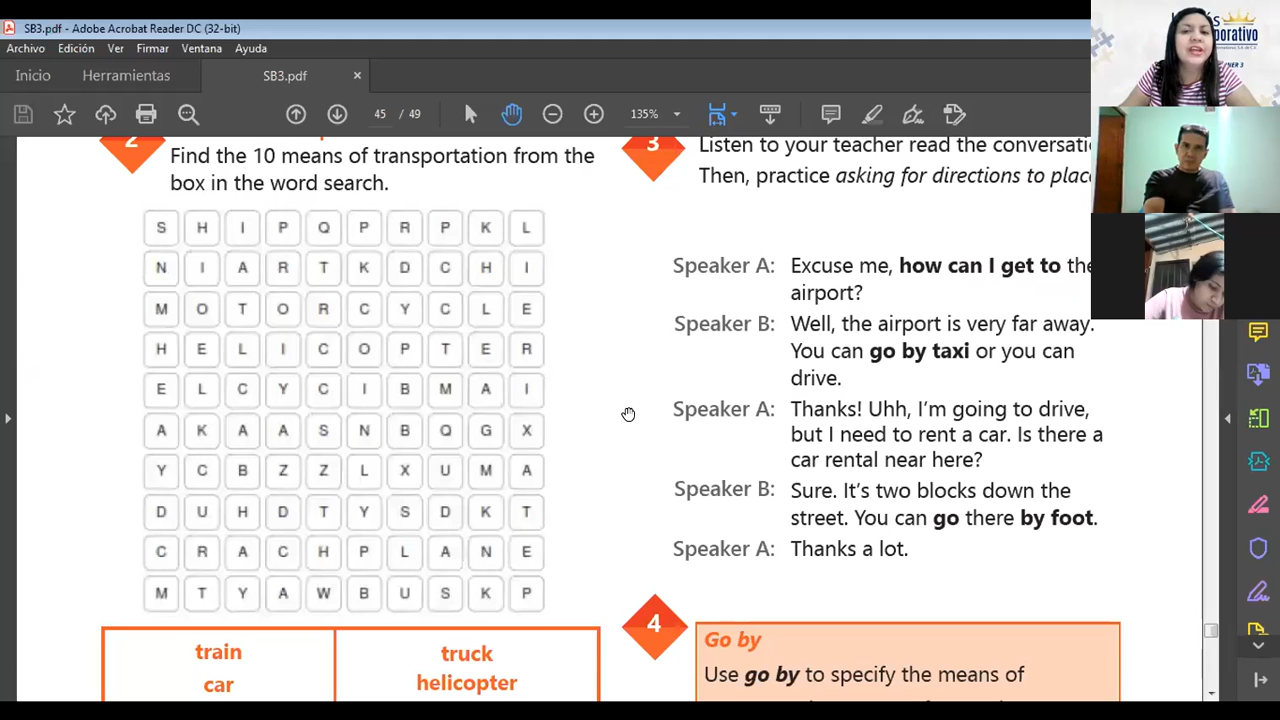 SB3.pdf - Adobe Acrobat Reader DC (32-bit)
Archivo Edición Ver Firmar Ventana Ayuda
Inicio Herramientas SB3.pdf ×
45 / 49 135%
2
Find the 10 means of transportation from the
box in the word search.
S H I P Q P R P K L
N I A R T K D C H I
M O T O R C Y C L E
H E L I C O P T E R
E L C Y C I B M A I
A K A A S N B Q G X
Y C B Z Z L X U M A
D U H D T Y S D K T
C R A C H P L A N E
M T Y A W B U S K P
train truck
car helicopter
3
Listen to your teacher read the
Then, practice asking for directions to
Speaker A: Excuse me, how can I get to the
airport?
Speaker B: Well, the airport is very far away.
You can go by taxi or you can
drive.
Speaker A: Thanks! Uhh, I'm going to drive,
but I need to rent a car. Is there a
car rental near here?
Speaker B: Sure. It's two blocks down the
street. You can go there by foot.
Speaker A: Thanks a lot.
4
Go by
Use go by to specify the means of